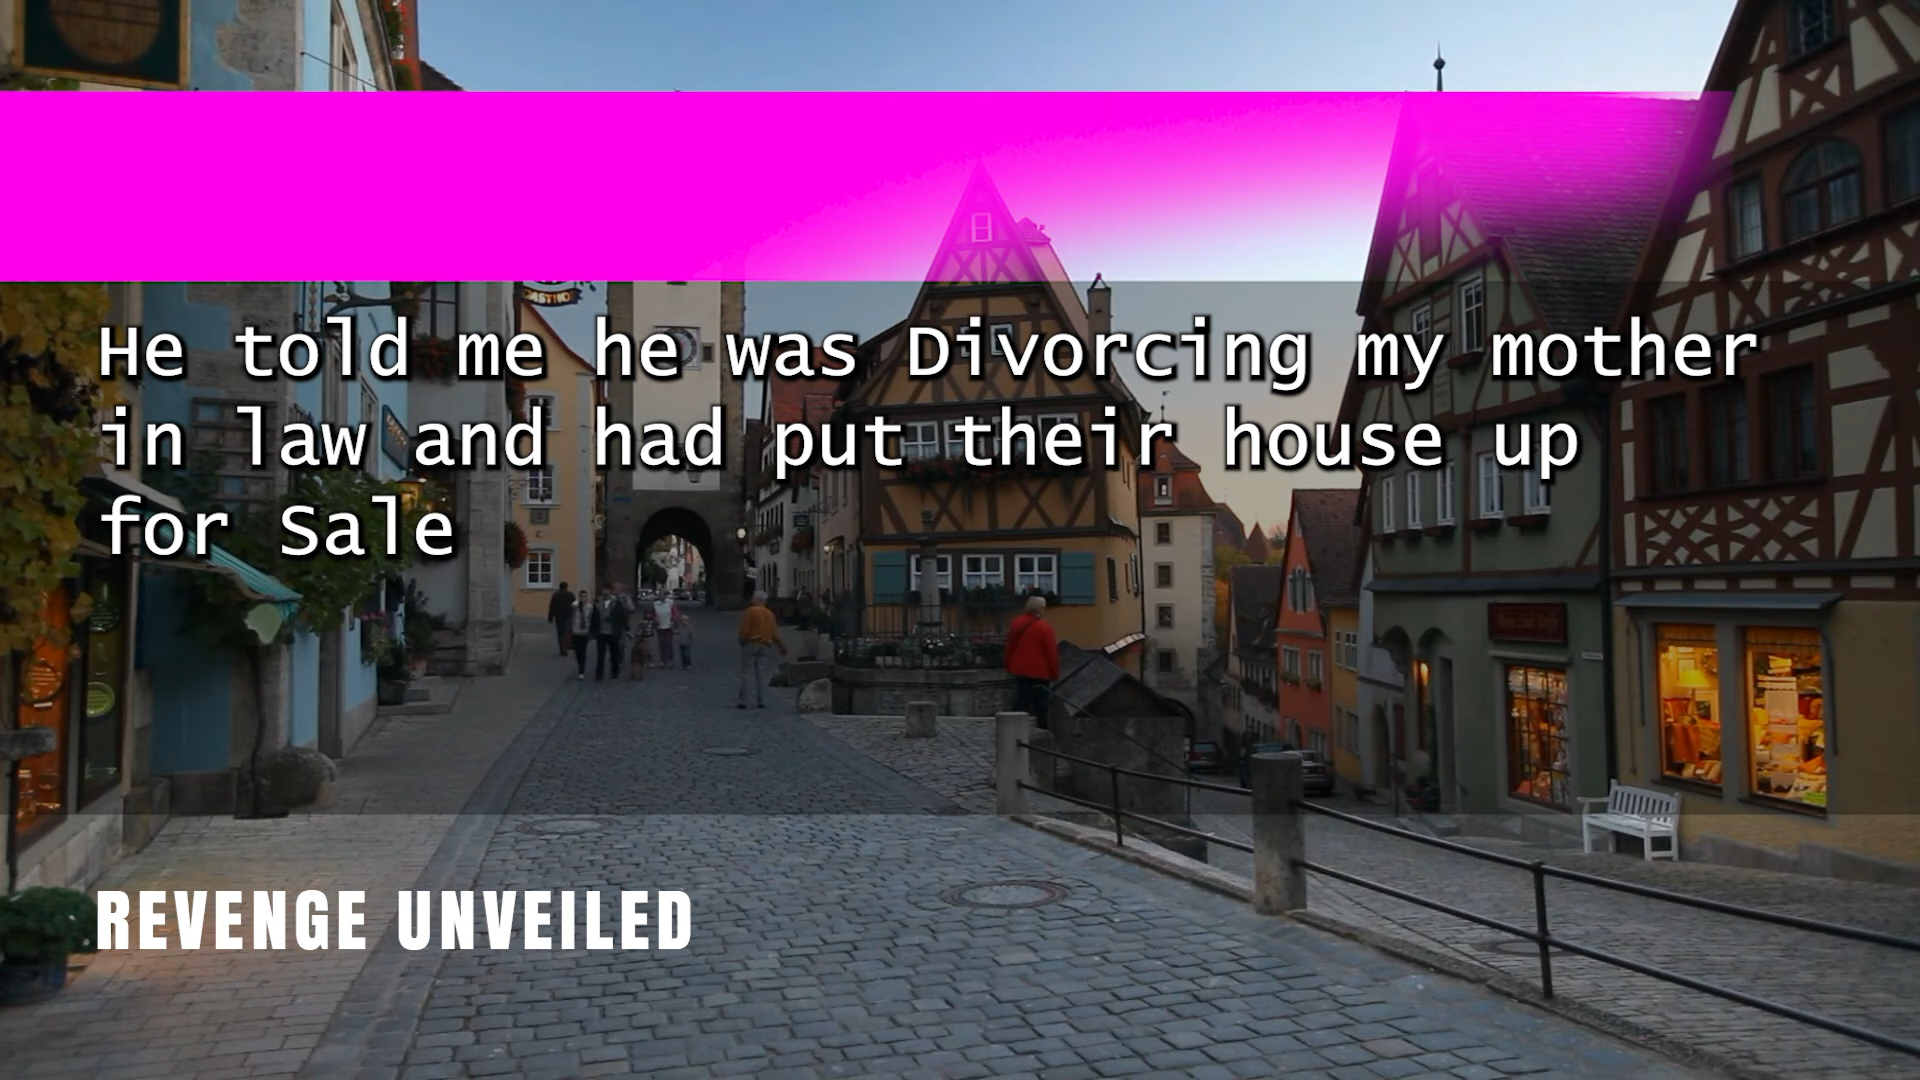 GASTHOF
He told me he was Divorcing my mother
in law and had put their house up
for Sale
REVENGE UNVEILED